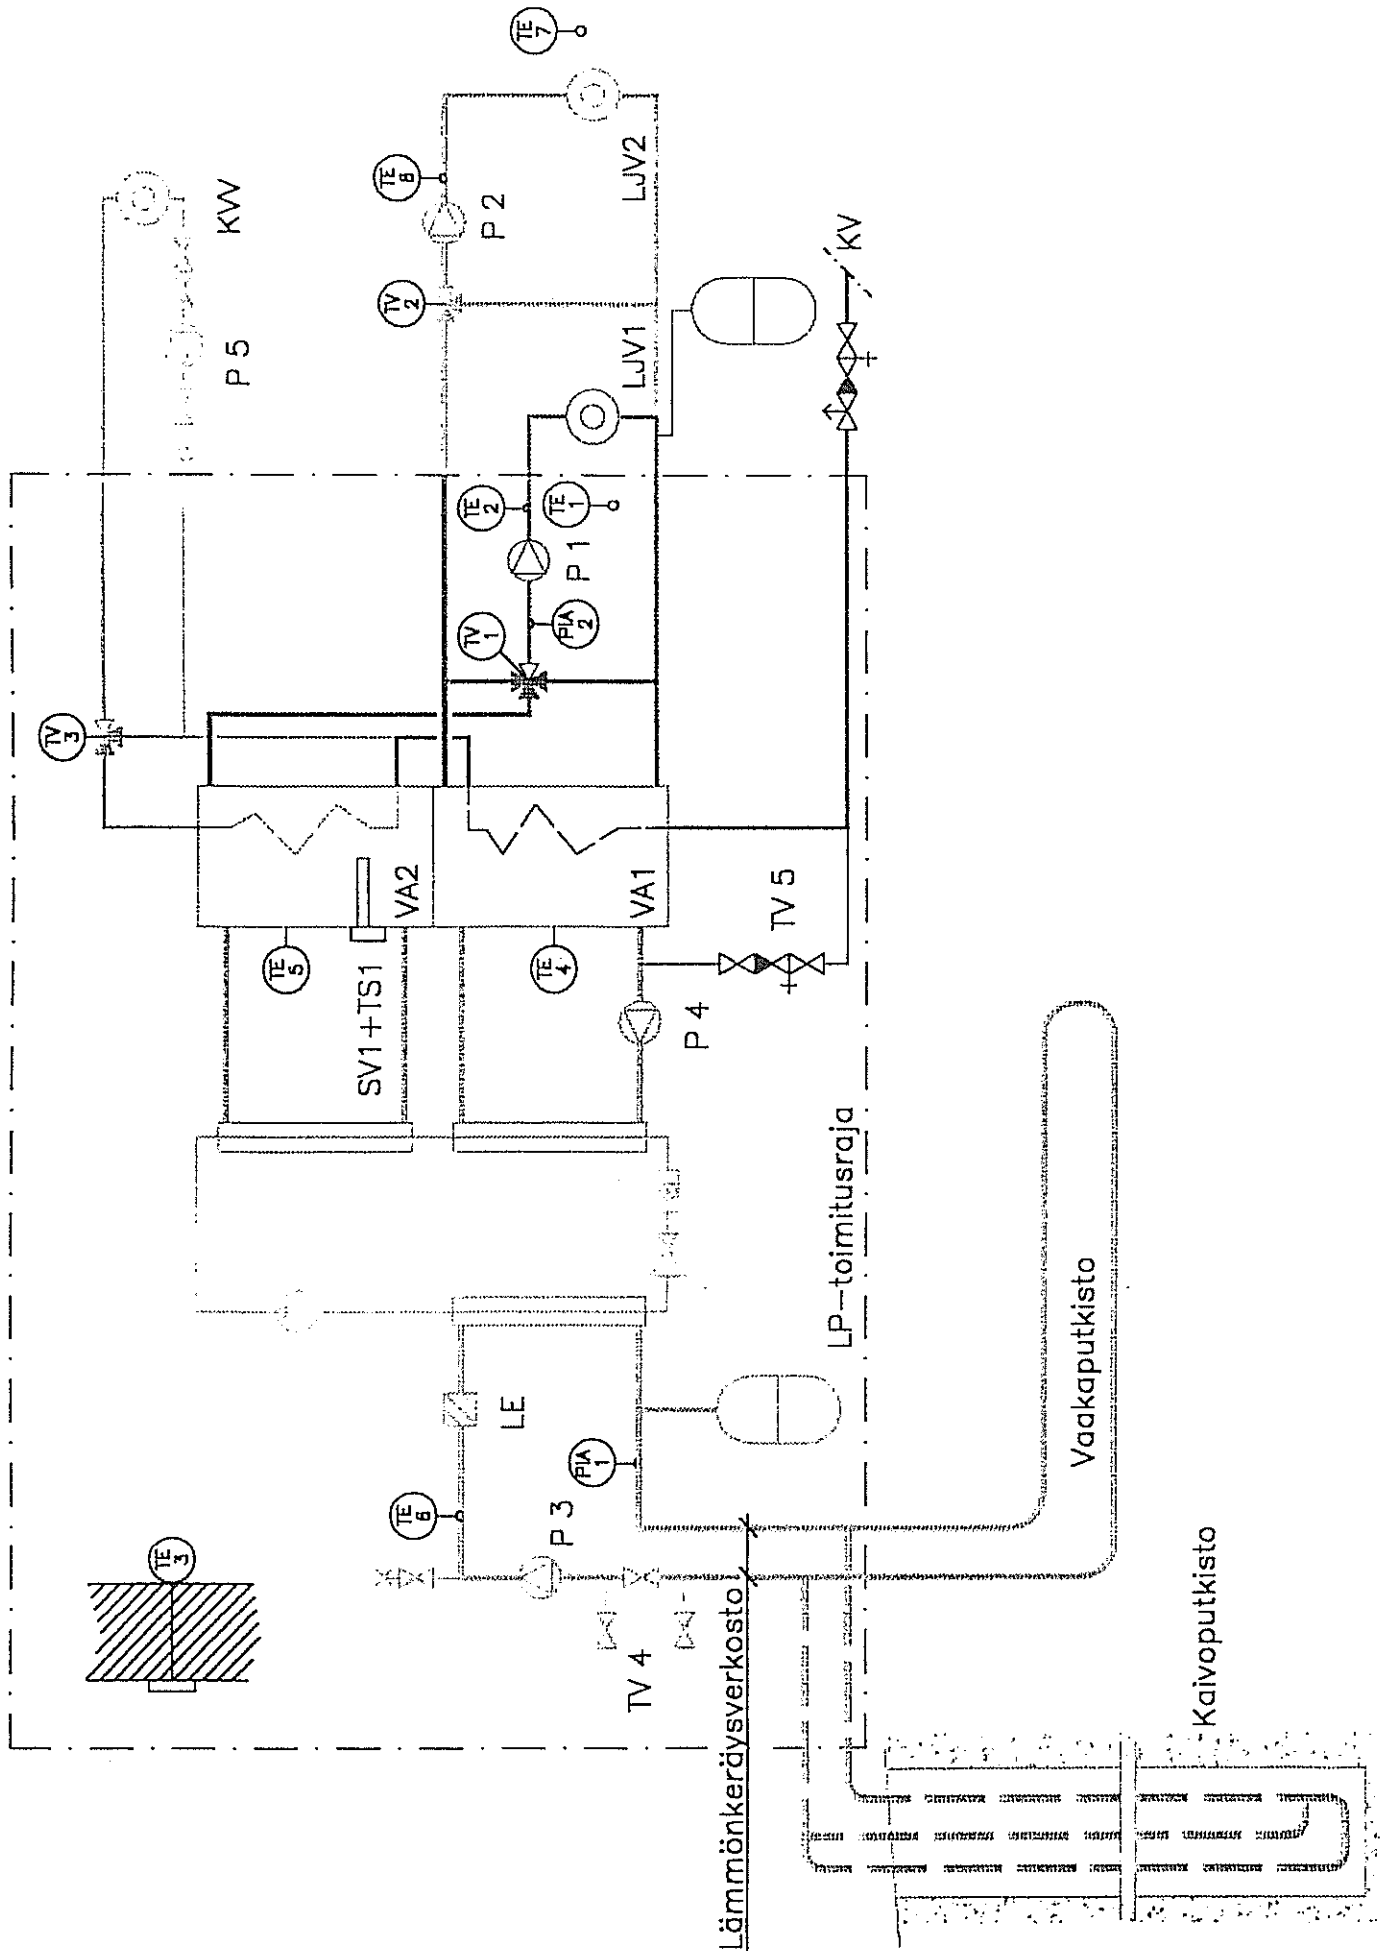 TE
7
TE
8
P 2
LJV2
KVV
P 5
TV
2
LJV1
KV
TE
2
TE
1
P 1
TV
1
PIA
2
TV
3
VA2
VA1
TE
5
TE
4
SV1+TS1
TV 5
P 4
LP-toimitusraja
LE
PIA
1
TE
6
P 3
TE
3
TV 4
Vaakaputkisto
Lämmönkeräysverkosto
Kaivoputkisto